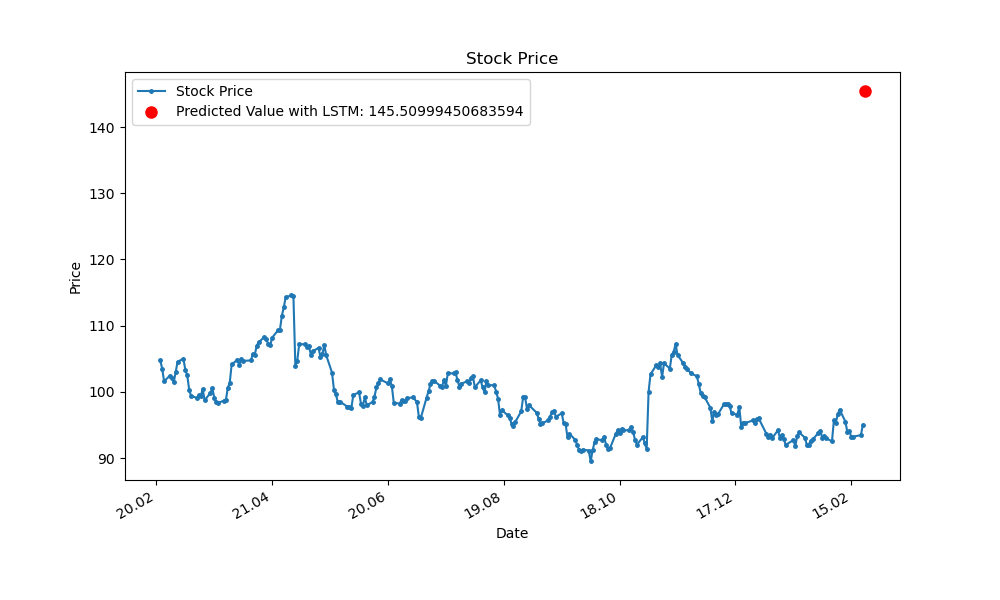 Stock Price
Stock Price
Predicted Value with LSTM: 145.50999450683594
140
130
120
110
100
90
Price
20.02
21.04
20.06
19.08
18.10
17.12
15.02
Date